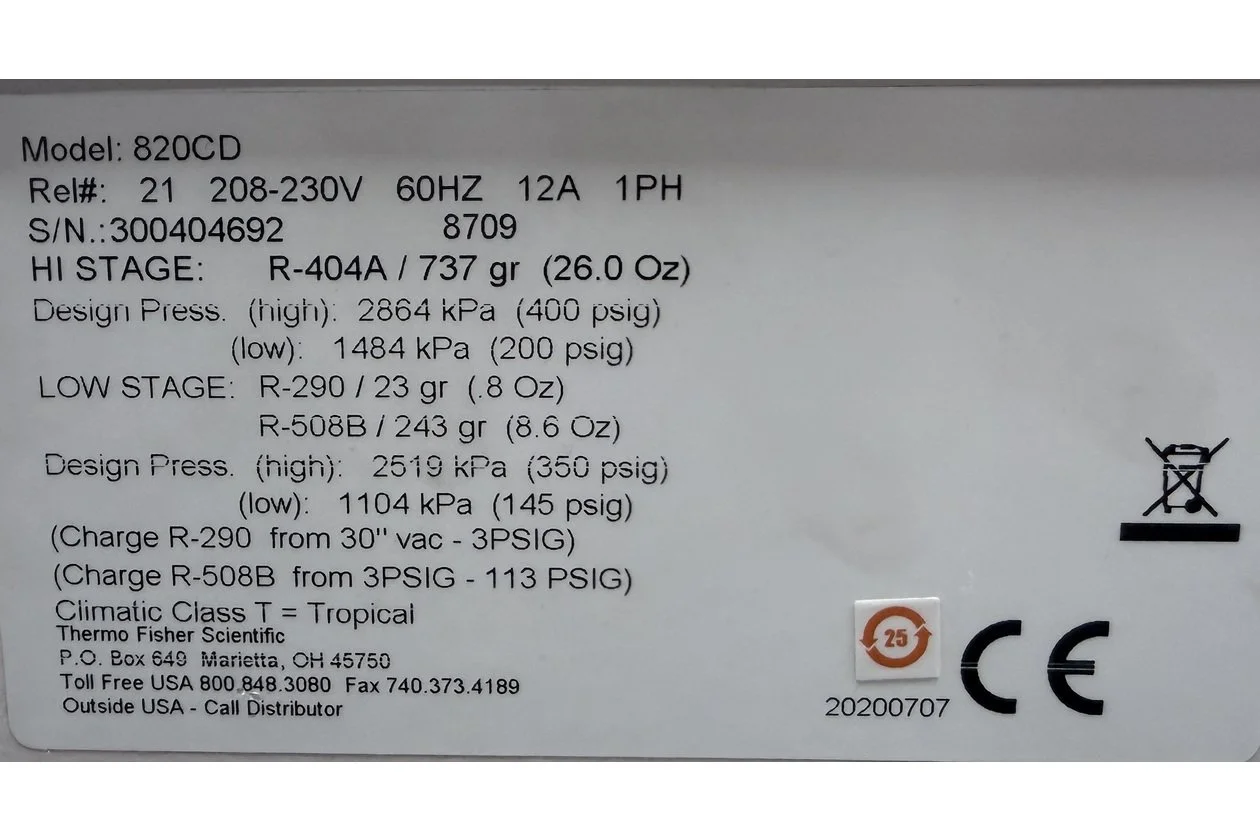 Model: 820CD
Rel#: 21 208-230V 60HZ 12A 1PH
S/N.:300404692 8709
HI STAGE: R-404A / 737 gr (26.0 Oz)
Design Press. (high): 2864 kPa (400 psig)
(low): 1484 kPa (200 psig)
LOW STAGE: R-290 / 23 gr (.8 Oz)
R-508B / 243 gr (8.6 Oz)
Design Press. (high): 2519 kPa (350 psig)
(low): 1104 kPa (145 psig)
(Charge R-290 from 30" vac - 3PSIG)
(Charge R-508B from 3PSIG - 113 PSIG)
Climatic Class T = Tropical
Thermo Fisher Scientific
P.O. Box 649 Marietta, OH 45750
Toll Free USA 800.848.3080 Fax 740.373.4189
Outside USA - Call Distributor
25
20200707
CE